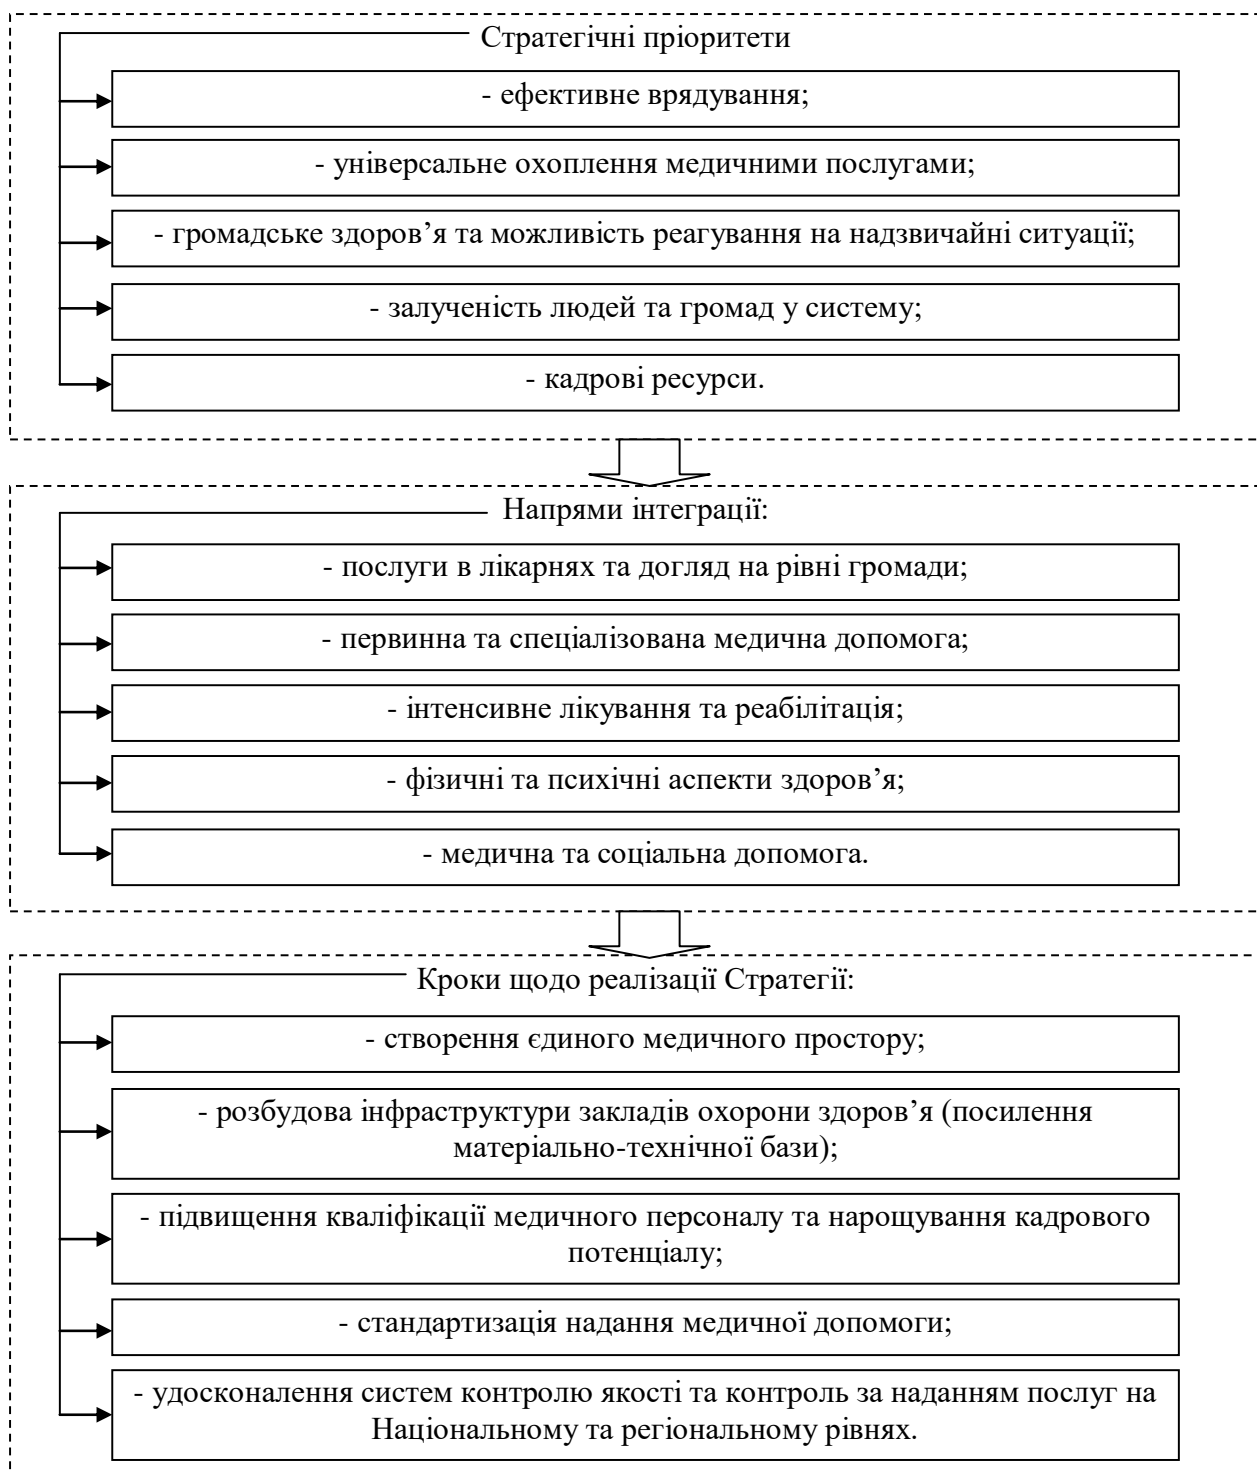 Стратегічні пріоритети
- ефективне врядування;
- універсальне охоплення медичними послугами;
- громадське здоров’я та можливість реагування на надзвичайні ситуації;
- залученість людей та громад у систему;
- кадрові ресурси.
Напрями інтеграції:
- послуги в лікарнях та догляд на рівні громади;
- первинна та спеціалізована медична допомога;
- інтенсивне лікування та реабілітація;
- фізичні та психічні аспекти здоров’я;
- медична та соціальна допомога.
Кроки щодо реалізації Стратегії:
- створення єдиного медичного простору;
- розбудова інфраструктури закладів охорони здоров’я (посилення
матеріально-технічної бази);
- підвищення кваліфікації медичного персоналу та нарощування кадрового
потенціалу;
- стандартизація надання медичної допомоги;
- удосконалення систем контролю якості та контроль за наданням послуг на
Національному та регіональному рівнях.